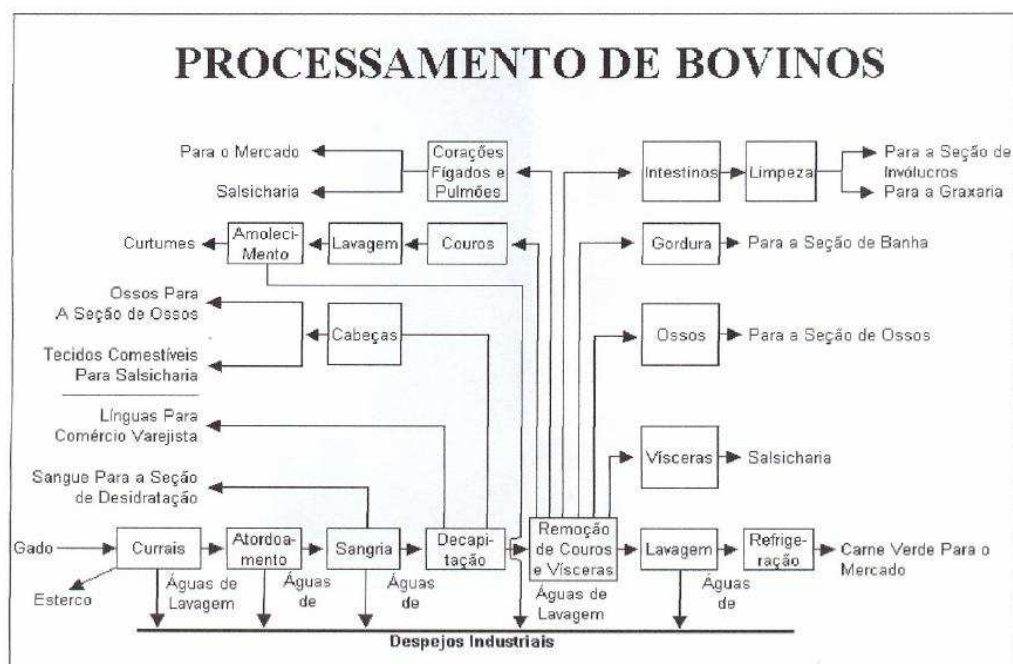 PROCESSAMENTO DE BOVINOS
Para o Mercado
Salsicharia
Corações
Fígados e
Pulmões
Intestinos
Limpeza
Para a Seção de
Invólucros
Para a Graxaria
Curtumes
Amoleci-
Mento
Lavagem
Couros
Gordura
Para a Seção de Banha
Ossos Para
A Seção de Ossos
Cabeças
Ossos
Para a Seção de Ossos
Tecidos Comestíveis
Para Salsicharia
Línguas Para
Comércio Varejista
Vísceras
Salsicharia
Sangue Para a Seção
de Desidratação
Gado
Currais
Atordoa-
mento
Sangria
Decapi-
tação
Remoção
de Couros
e Vísceras
Lavagem
Refrige-
ração
Carne Verde Para o
Mercado
Esterco
Águas de
Lavagem
Águas
de
Águas
de
Águas de
Lavagem
Águas
de
Despejos Industriais